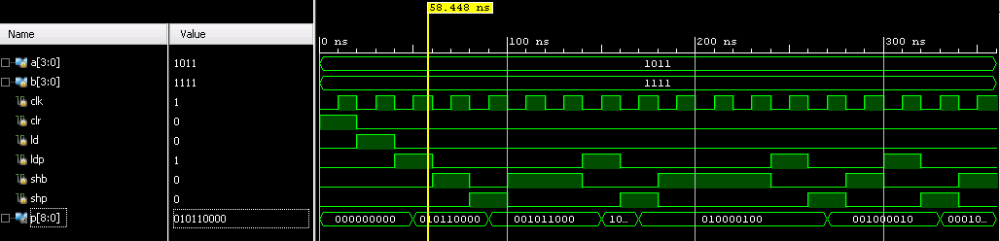 58.448 ns
Name Value
0 ns 100 ns 200 ns 300 ns
a[3:0] 1011 1011
b[3:0] 1111 1111
clk 1
clr 0
ld 0
ldp 1
shb 0
shp 0
p[8:0] 010110000 000000000 010110000 001011000 10... 010000100 001000010 00010...